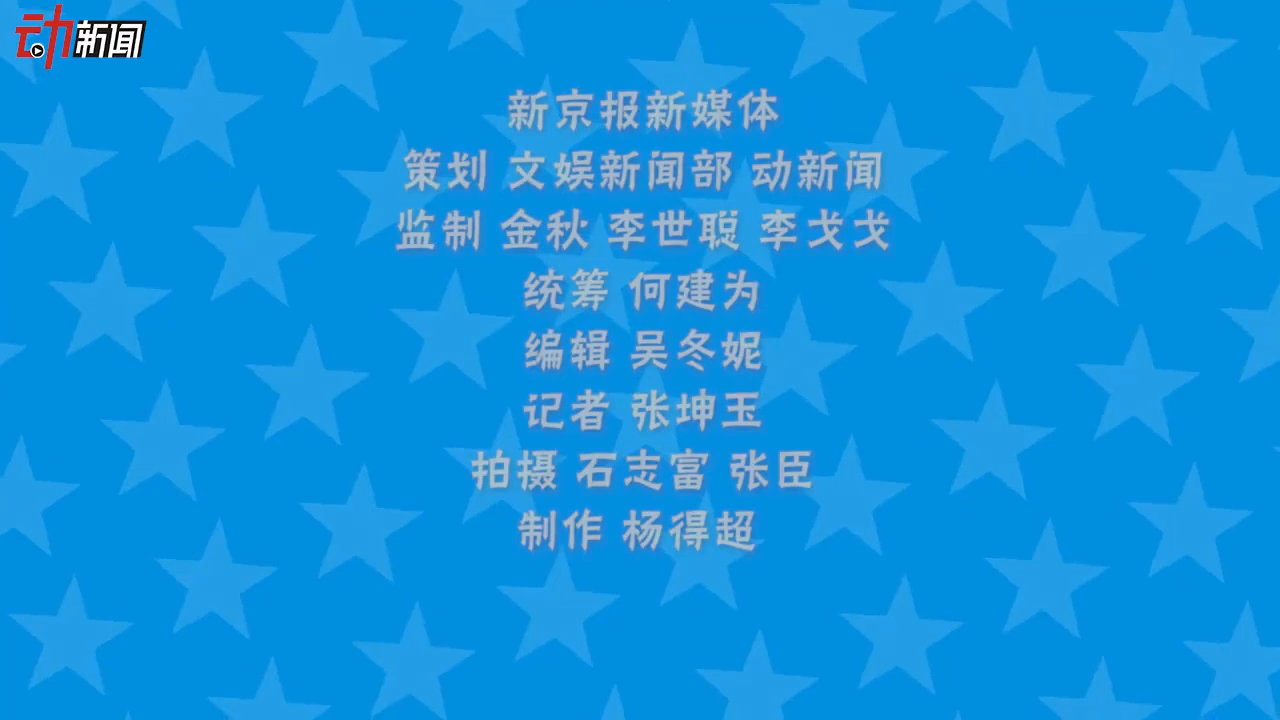 动新闻
新京报新媒体
策划 文娱新闻部 动新闻
监制 金秋 李世聪 李戈戈
统筹 何建为
编辑 吴冬妮
记者 张坤玉
拍摄 石志富 张臣
制作 杨得超